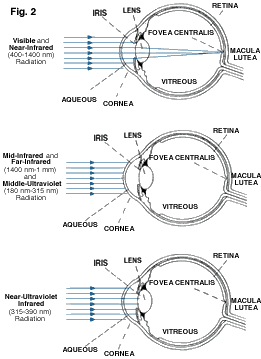 Fig. 2
IRIS
LENS
RETINA
Visible and
Near-Infrared
(400-1400 nm)
Radiation
FOVEA CENTRALIS
MACULA
LUTEA
VITREOUS
AQUEOUS
CORNEA
IRIS
LENS
RETINA
Mid-Infrared and
Far-Infrared
(1400 nm-1 mm)
and
Middle-Ultraviolet
(180 nm-315 nm)
Radiation
FOVEA CENTRALIS
MACULA
LUTEA
VITREOUS
AQUEOUS
CORNEA
IRIS
LENS
RETINA
Near-Ultraviolet
Infrared
(315-390 nm)
Radiation
FOVEA CENTRALIS
MACULA
LUTEA
VITREOUS
AQUEOUS
CORNEA